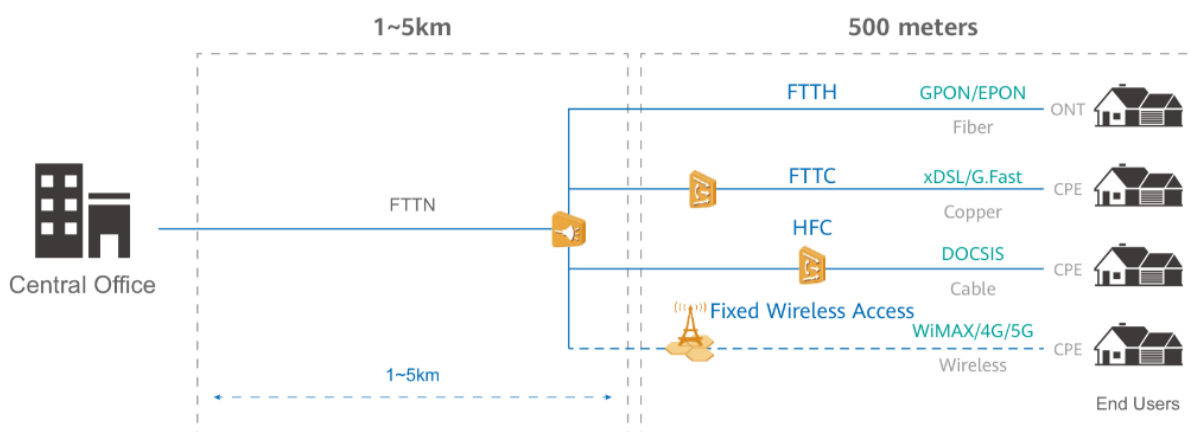 1~5km
500 meters
FTTH
GPON/EPON
Fiber
ONT
FTTN
FTTC
xDSL/G.Fast
Copper
CPE
HFC
DOCSIS
Cable
CPE
Central Office
Fixed Wireless Access
WiMAX/4G/5G
Wireless
CPE
1~5km
End Users